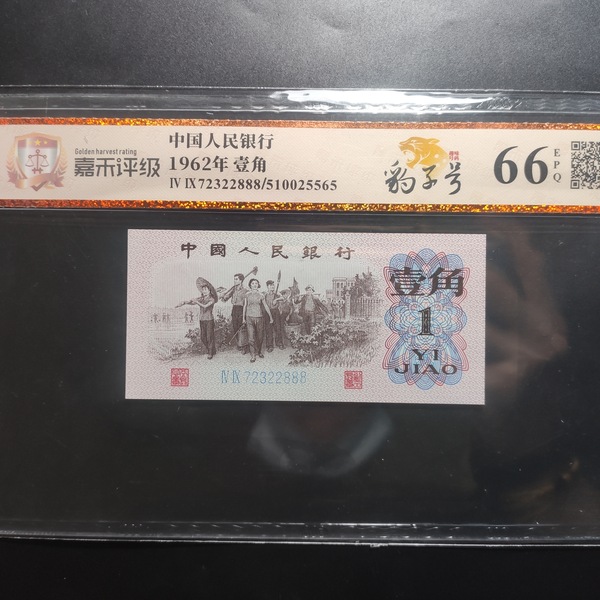 Golden harvest rating
嘉禾评级
中国人民银行
1962年 壹角
IV IX 72322888/510025565
豹子号
66
EPQ
中國人民銀行
壹角
1
YI
JIAO
IV IX 72322888